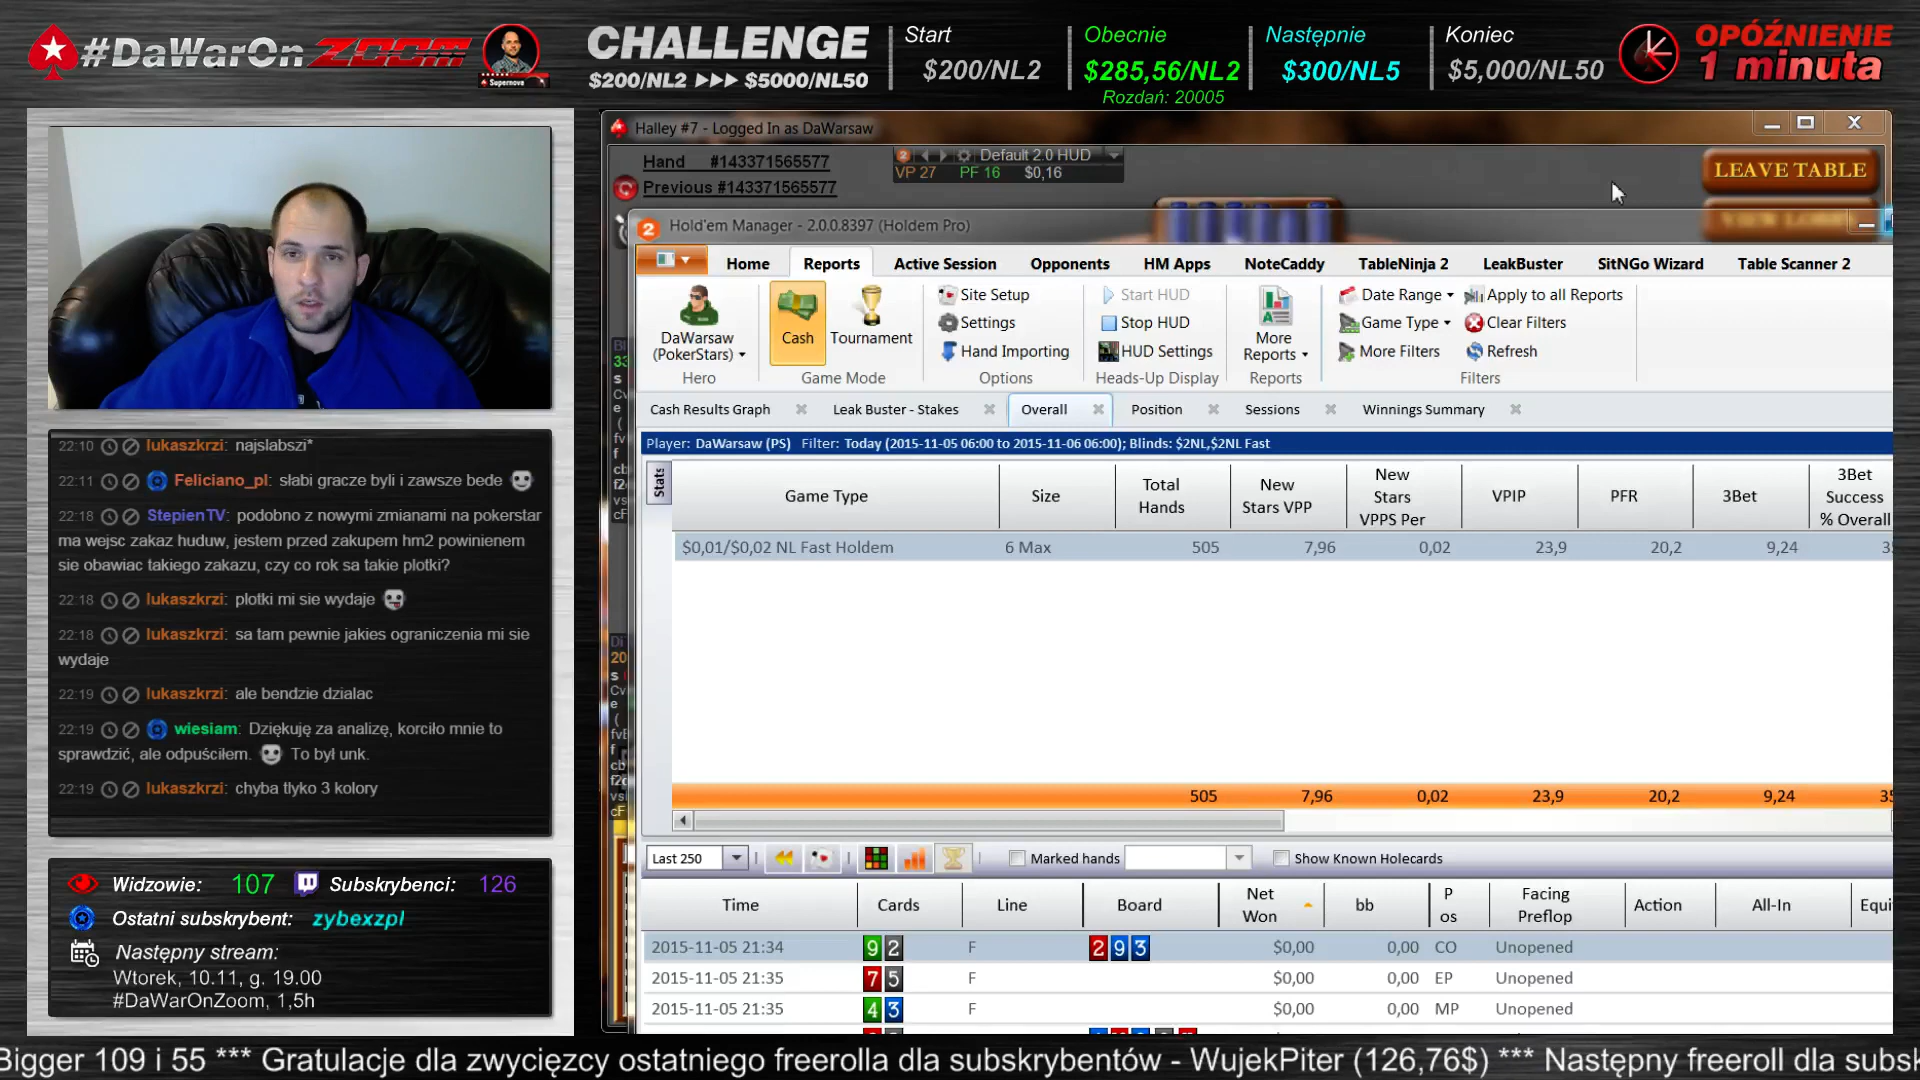 #DaWarOnZOOM
Supernova
CHALLENGE
$200/NL2 ►►► $5000/NL50
Start
$200/NL2
Obecnie
$285,56/NL2
Rozdań: 20005
Następnie
$300/NL5
Koniec
$5,000/NL50
OPÓŹNIENIE
1 minuta
22:10 lukaszkrzi: najslabszi*
22:11 Feliciano_pl: słabi gracze byli i zawsze bede
22:18 StepienTV: podobno z nowymi zmianami na pokerstar
ma wejsc zakaz huduw, jestem przed zakupem hm2 powinienem
sie obawiac takiego zakazu, czy co rok sa takie plotki?
22:18 lukaszkrzi: plotki mi sie wydaje
22:18 lukaszkrzi: sa tam pewnie jakies ograniczenia mi sie
wydaje
22:19 lukaszkrzi: ale bendzie dzialac
22:19 wiesiam: Dziękuję za analizę, korciło mnie to
sprawdzić, ale odpuściłem. To był unk.
22:19 lukaszkrzi: chyba tlyko 3 kolory
Widzowie: 107 Subskrybenci: 126
Ostatni subskrybent: zybexzpl
Następny stream:
Wtorek, 10.11, g. 19.00
#DaWarOnZoom, 1,5h
Halley #7 - Logged In as DaWarsaw
Hand #143371565577
Previous #143371565577
Default 2.0 HUD
VP 27 PF 16 $0,16
LEAVE TABLE
Hold'em Manager - 2.0.0.8397 (Holdem Pro)
Home Reports Active Session Opponents HM Apps NoteCaddy TableNinja 2 LeakBuster SitNGo Wizard Table Scanner 2
DaWarsaw
(PokerStars)
Hero
Cash
Tournament
Game Mode
Site Setup
Settings
Hand Importing
Options
Start HUD
Stop HUD
HUD Settings
Heads-Up Display
More
Reports
Reports
Date Range
Game Type
More Filters
Apply to all Reports
Clear Filters
Refresh
Filters
Cash Results Graph Leak Buster - Stakes Overall Position Sessions Winnings Summary
Player: DaWarsaw (PS) Filter: Today (2015-11-05 06:00 to 2015-11-06 06:00); Blinds: $2NL,$2NL Fast
Stats
Game Type Size Total Hands New Stars VPP New Stars VPPS Per VPIP PFR 3Bet 3Bet Success % Overall
$0,01/$0,02 NL Fast Holdem 6 Max 505 7,96 0,02 23,9 20,2 9,24
505 7,96 0,02 23,9 20,2 9,24
Last 250 Marked hands Show Known Holecards
Time Cards Line Board Net Won bb Pos Facing Preflop Action All-In Equi
2015-11-05 21:34 9 2 F 2 9 3 $0,00 0,00 CO Unopened
2015-11-05 21:35 7 5 F $0,00 0,00 EP Unopened
2015-11-05 21:35 4 3 F $0,00 0,00 MP Unopened
Bigger 109 i 55 *** Gratulacje dla zwycięzcy ostatniego freerolla dla subskrybentów - WujekPiter (126,76$) *** Następny freeroll dla subsk